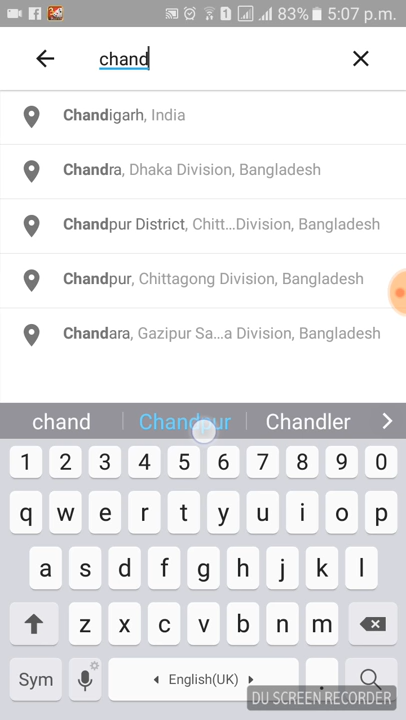 1 83% 5:07 p.m.
chand
Chandigarh, India
Chandra, Dhaka Division, Bangladesh
Chandpur District, Chitt...Division, Bangladesh
Chandpur, Chittagong Division, Bangladesh
Chandara, Gazipur Sa...a Division, Bangladesh
chand Chandpur Chandler
1 2 3 4 5 6 7 8 9 0
q w e r t y u i o p
a s d f g h j k l
z x c v b n m
Sym English(UK) .
DU SCREEN RECORDER